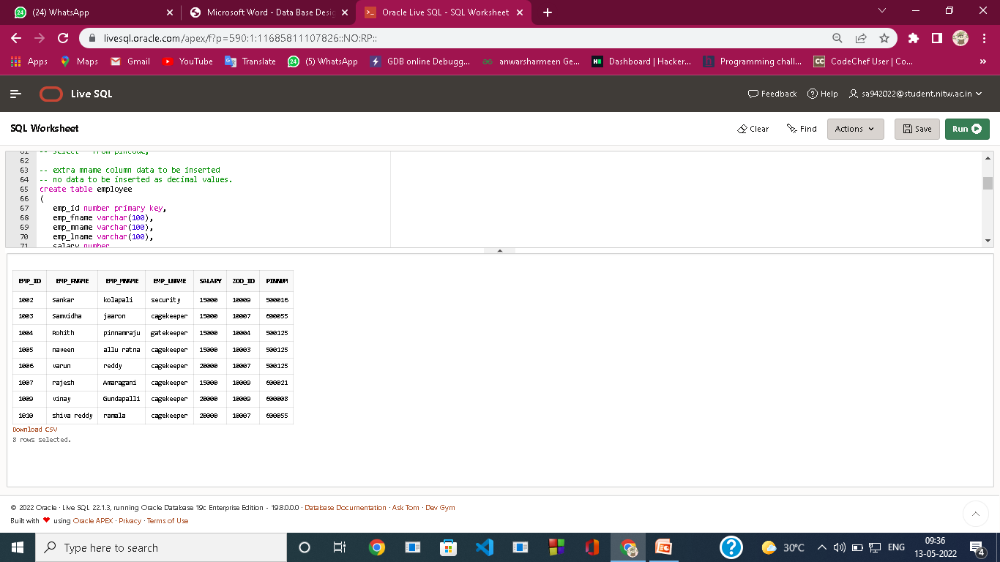 (24) WhatsApp
Microsoft Word - Data Base Desig
Oracle Live SQL - SQL Worksheet
livesql.oracle.com/apex/f?p=590:1:11685811107826::NO:RP::
Apps Maps Gmail YouTube Translate (5) WhatsApp GDB online Debugg... anwarsharmeen Ge... Dashboard | Hacker... Programming chall... CodeChef User | Co... »
Live SQL
Feedback Help sa942022@student.nitw.ac.in
SQL Worksheet
Clear Find Actions Save Run
61 -- select from pincode;
62
63 -- extra mname column data to be inserted
64 -- no data to be inserted as decimal values.
65 create table employee
66 (
67 emp_id number primary key,
68 emp_fname varchar(100),
69 emp_mname varchar(100),
70 emp_lname varchar(100),
71 salary number
EMP_ID EMP_FNAME EMP_MNAME EMP_LNAME SALARY ZOO_ID PINNUM
1002 Sankar kolapali security 15000 10009 500016
1003 Samvidha jaaron cagekeeper 15000 10007 600055
1004 Rohith pinnamraju gatekeeper 15000 10004 500125
1005 naveen allu ratna cagekeeper 15000 10003 500125
1006 varun reddy cagekeeper 20000 10007 500125
1007 rajesh Amaragani cagekeeper 15000 10009 600021
1009 vinay Gundapalli cagekeeper 20000 10009 600008
1010 shiva reddy ramala cagekeeper 20000 10007 600055
Download CSV
8 rows selected.
© 2022 Oracle · Live SQL 22.1.3, running Oracle Database 19c Enterprise Edition - 19.8.0.0.0 · Database Documentation · Ask Tom · Dev Gym
Built with ❤ using Oracle APEX · Privacy · Terms of Use
Type here to search
30°C
ENG
09:36
13-05-2022
4